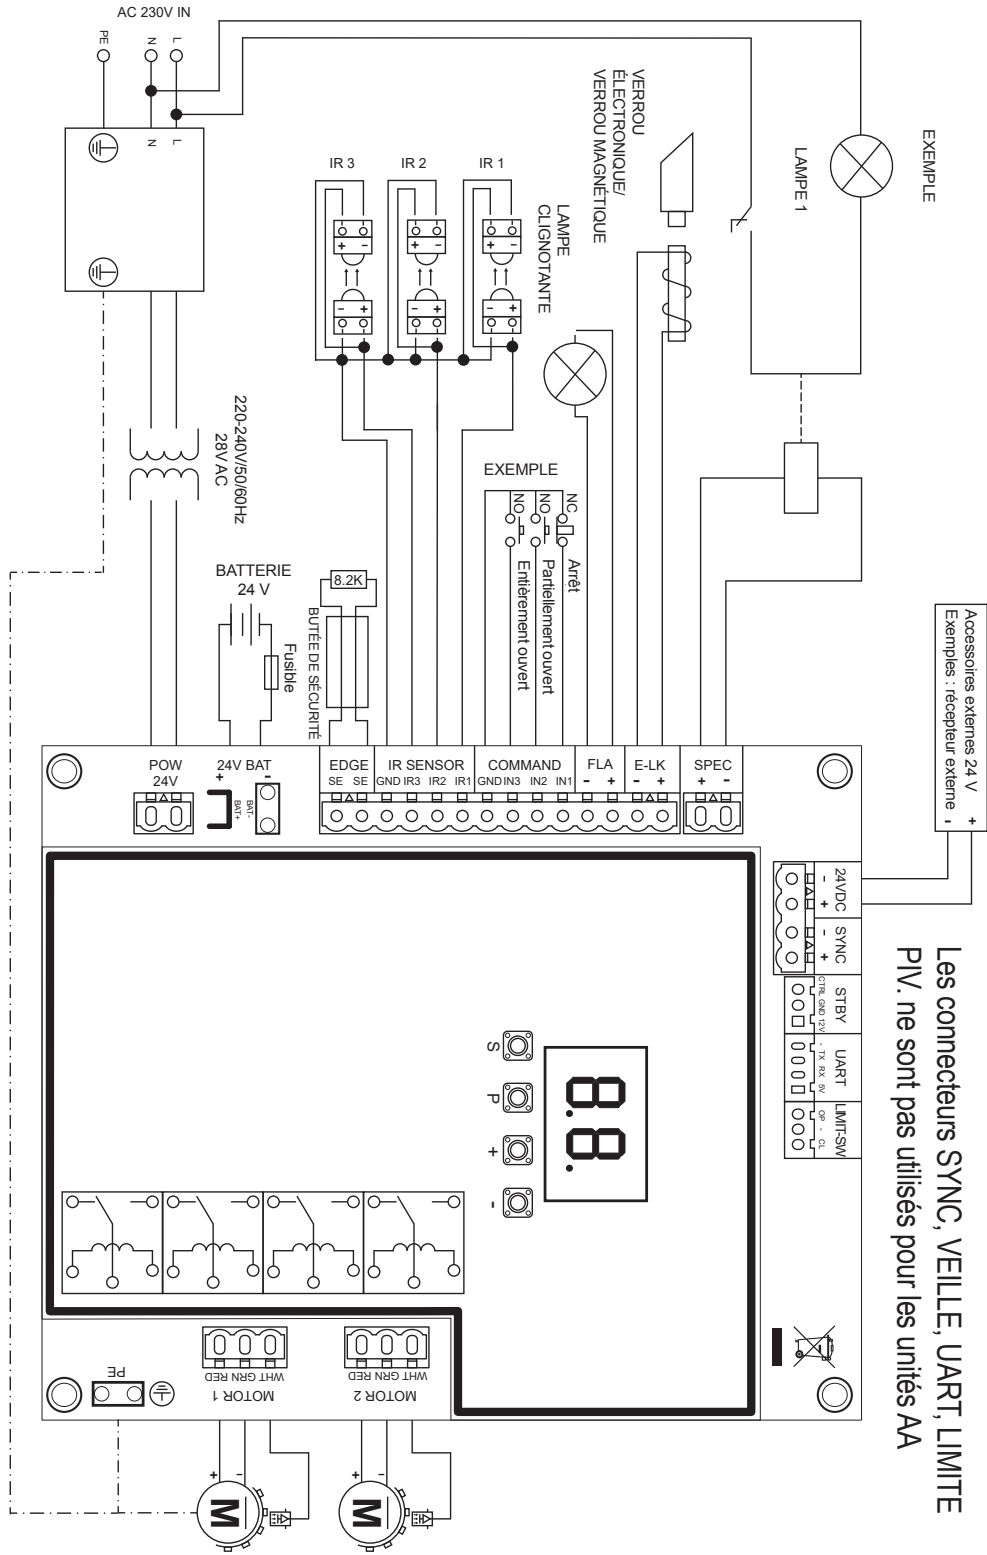 AC 230V IN
PE
N
L
N
L
IR 3
IR 2
IR 1
LAMPE
CLIGNOTANTE
VERROU
ÉLECTRONIQUE/
VERROU MAGNÉTIQUE
LAMPE 1
EXEMPLE
+ -
+ -
+ -
- +
- +
- +
220-240V/50/60Hz
28V AC
BATTERIE
24 V
Fusible
8.2K
BUTÉE DE SÉCURITÉ
EXEMPLE
NO
NO
NC
Entièrement ouvert
Partiellement ouvert
Arrêt
Accessoires externes 24 V
Exemples : récepteur externe
- +
POW
24V
24V BAT
+ -
BAT+
BAT-
EDGE
SE SE
IR SENSOR
GND IR3 IR2 IR1
COMMAND
GND IN3 IN2 IN1
FLA
- +
E-LK
- +
SPEC
+ -
24VDC
- +
SYNC
- +
STBY
CTRL GND 12V
UART
- TX RX 5V
LIMIT-SW
OP - CL
Les connecteurs SYNC, VEILLE, UART, LIMITE
PIV. ne sont pas utilisés pour les unités AA
8.8.
S
P
+
-
PE
WHT GRN RED
MOTOR 1
WHT GRN RED
MOTOR 2
+ -
M
+ -
M